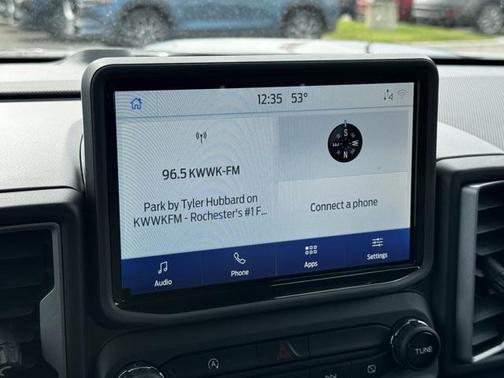 12:35 53°
96.5 KWWK-FM
Park by Tyler Hubbard on
KWWKFM - Rochester's #1 F...
S
E W
N
Connect a phone
Audio
Phone
Apps
Settings
TUNE